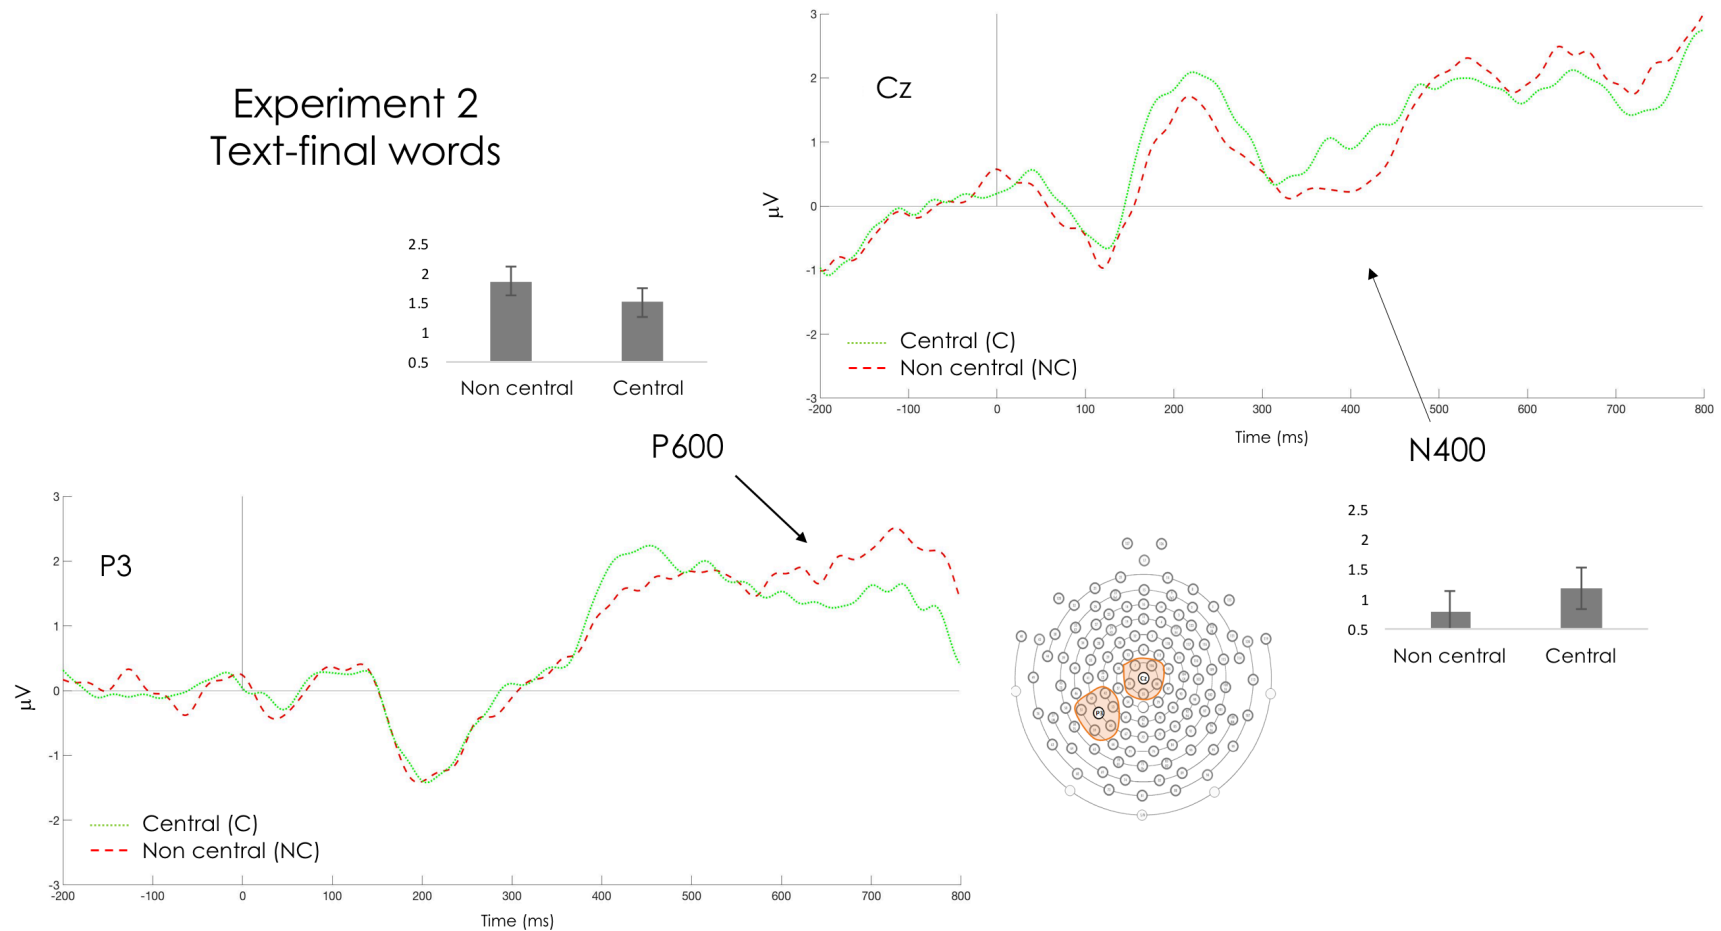 Experiment 2
Text-final words
2.5
2
1.5
1
0.5
Non central
Central
Cz
μV
3
2
1
0
-1
-2
-3
Central (C)
Non central (NC)
-200
-100
0
100
200
300
400
500
600
700
800
Time (ms)
P600
N400
P3
μV
3
2
1
0
-1
-2
-3
Central (C)
Non central (NC)
-200
-100
0
100
200
300
400
500
600
700
800
Time (ms)
Cz
P3
2.5
2
1.5
1
0.5
Non central
Central